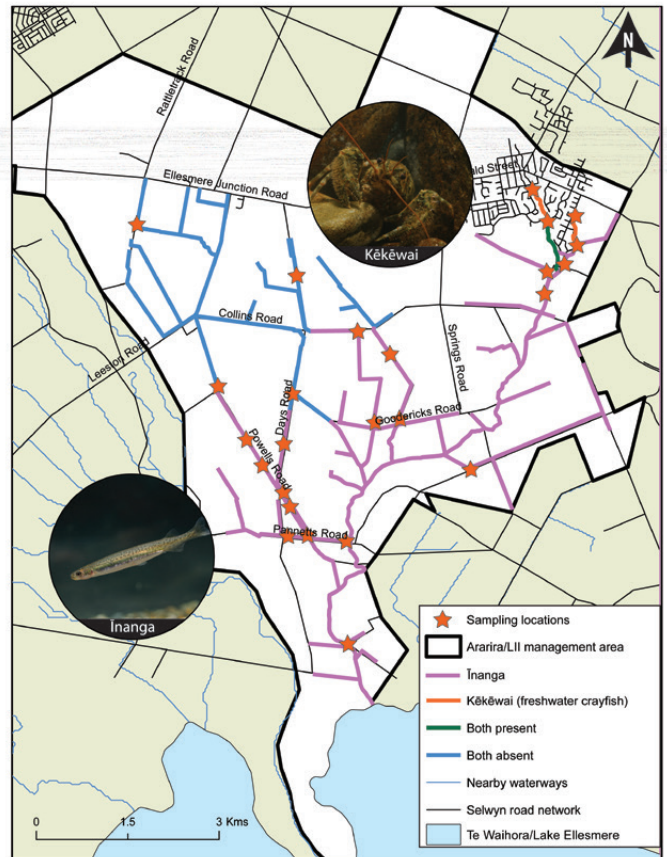 N
Rattletrack Road
Ellesmere Junction Road
ald Street
Kēkēwai
Collins Road
Leeston Road
Springs Road
Days Road
Goodericks Road
Powells Road
Pannetts Road
Īnanga
Sampling locations
Ararira/LII management area
Īnanga
Kēkēwai (freshwater crayfish)
Both present
Both absent
Nearby waterways
Selwyn road network
Te Waihora/Lake Ellesmere
0 1.5 3 Kms